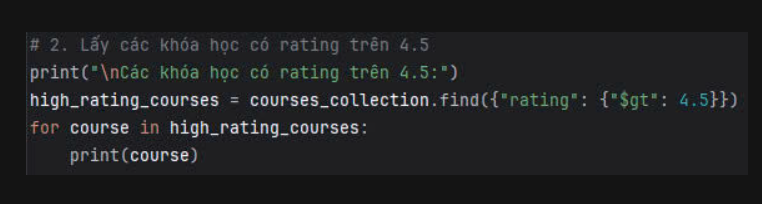 # 2. Lấy các khóa học có rating trên 4.5
print("\nCác khóa học có rating trên 4.5:")
high_rating_courses = courses_collection.find({"rating": {"$gt": 4.5}})
for course in high_rating_courses:
    print(course)